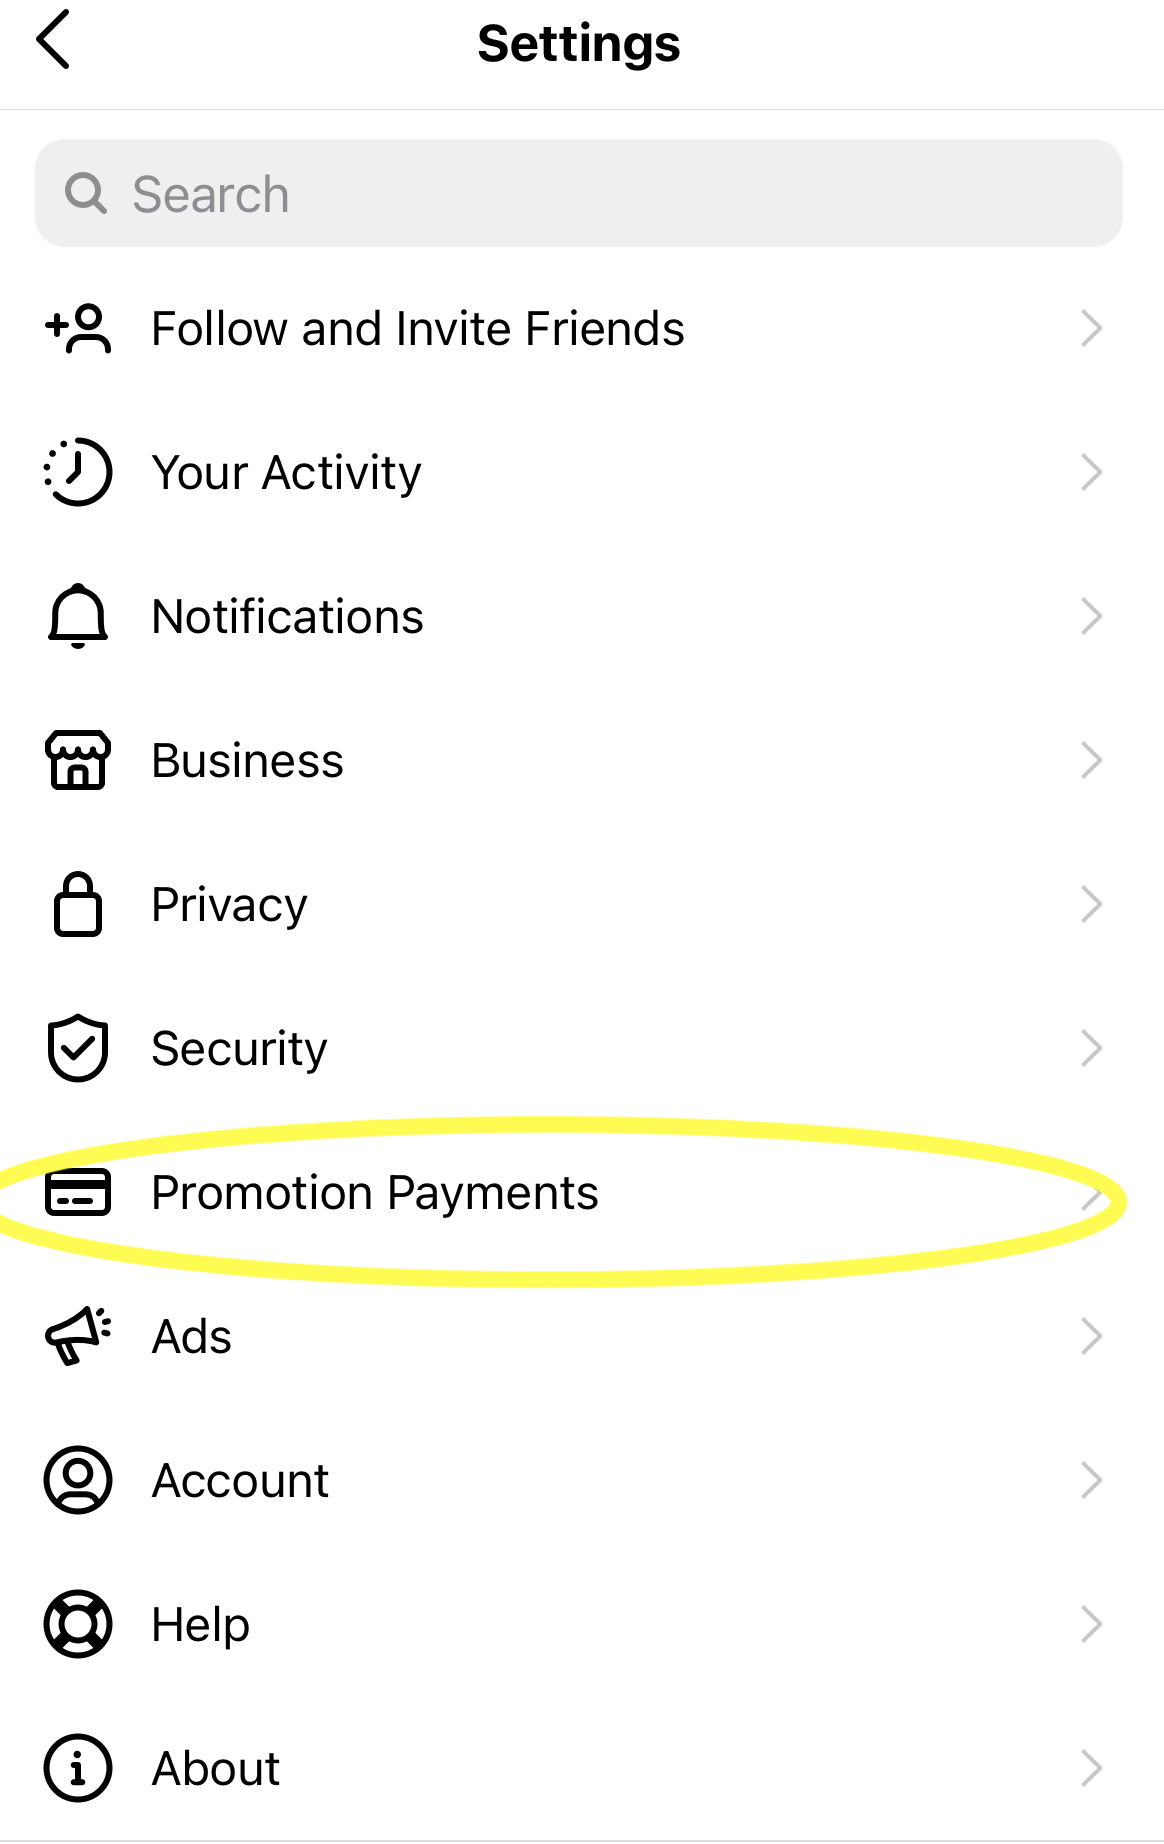 Settings
Search
Follow and Invite Friends
Your Activity
Notifications
Business
Privacy
Security
Promotion Payments
Ads
Account
Help
About